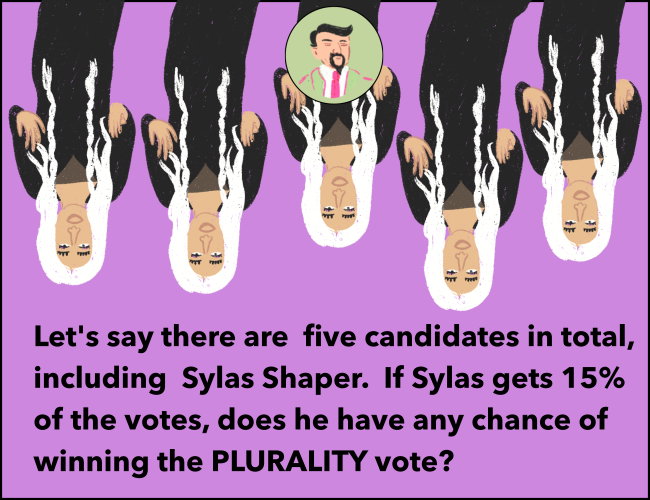 Let's say there are five candidates in total,
including Sylas Shaper. If Sylas gets 15%
of the votes, does he have any chance of
winning the PLURALITY vote?